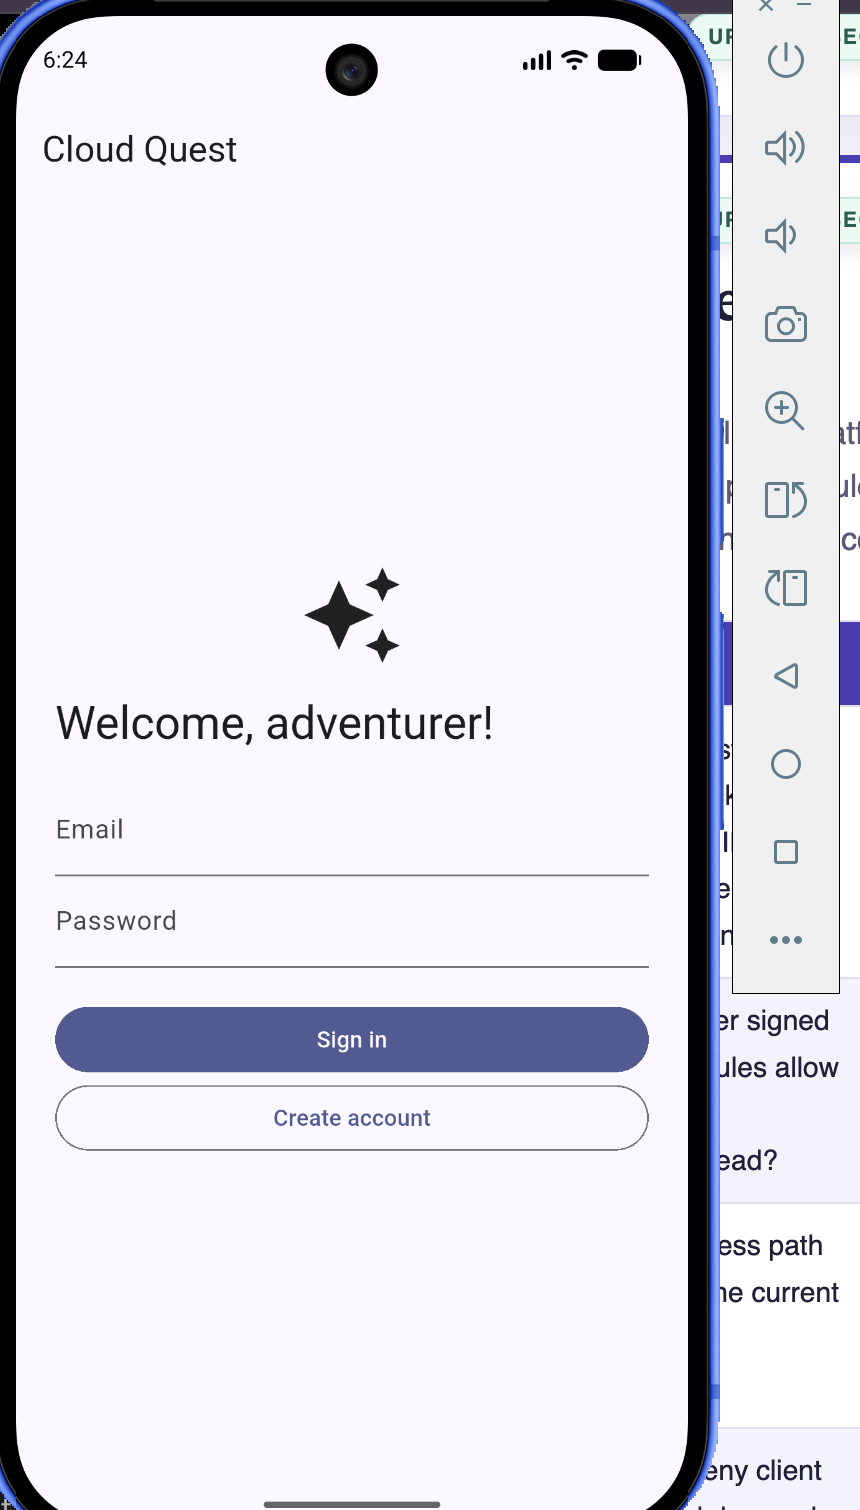 6:24
Cloud Quest
Welcome, adventurer!
Email
Password
Sign in
Create account
er signed
ules allow
ead?
ess path
he current
eny client